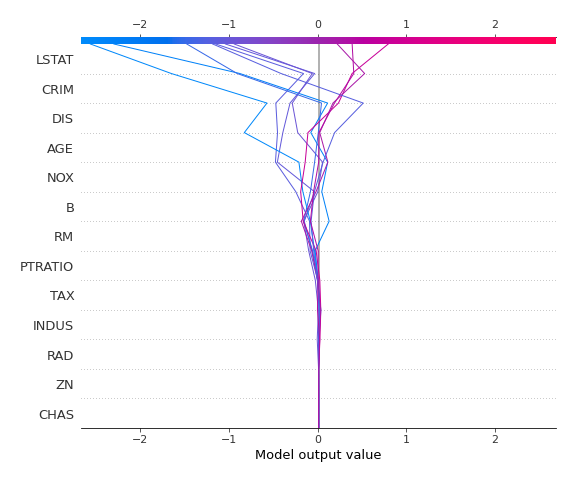 −2 −1 0 1 2
LSTAT
CRIM
DIS
AGE
NOX
B
RM
PTRATIO
TAX
INDUS
RAD
ZN
CHAS
−2 −1 0 1 2
Model output value